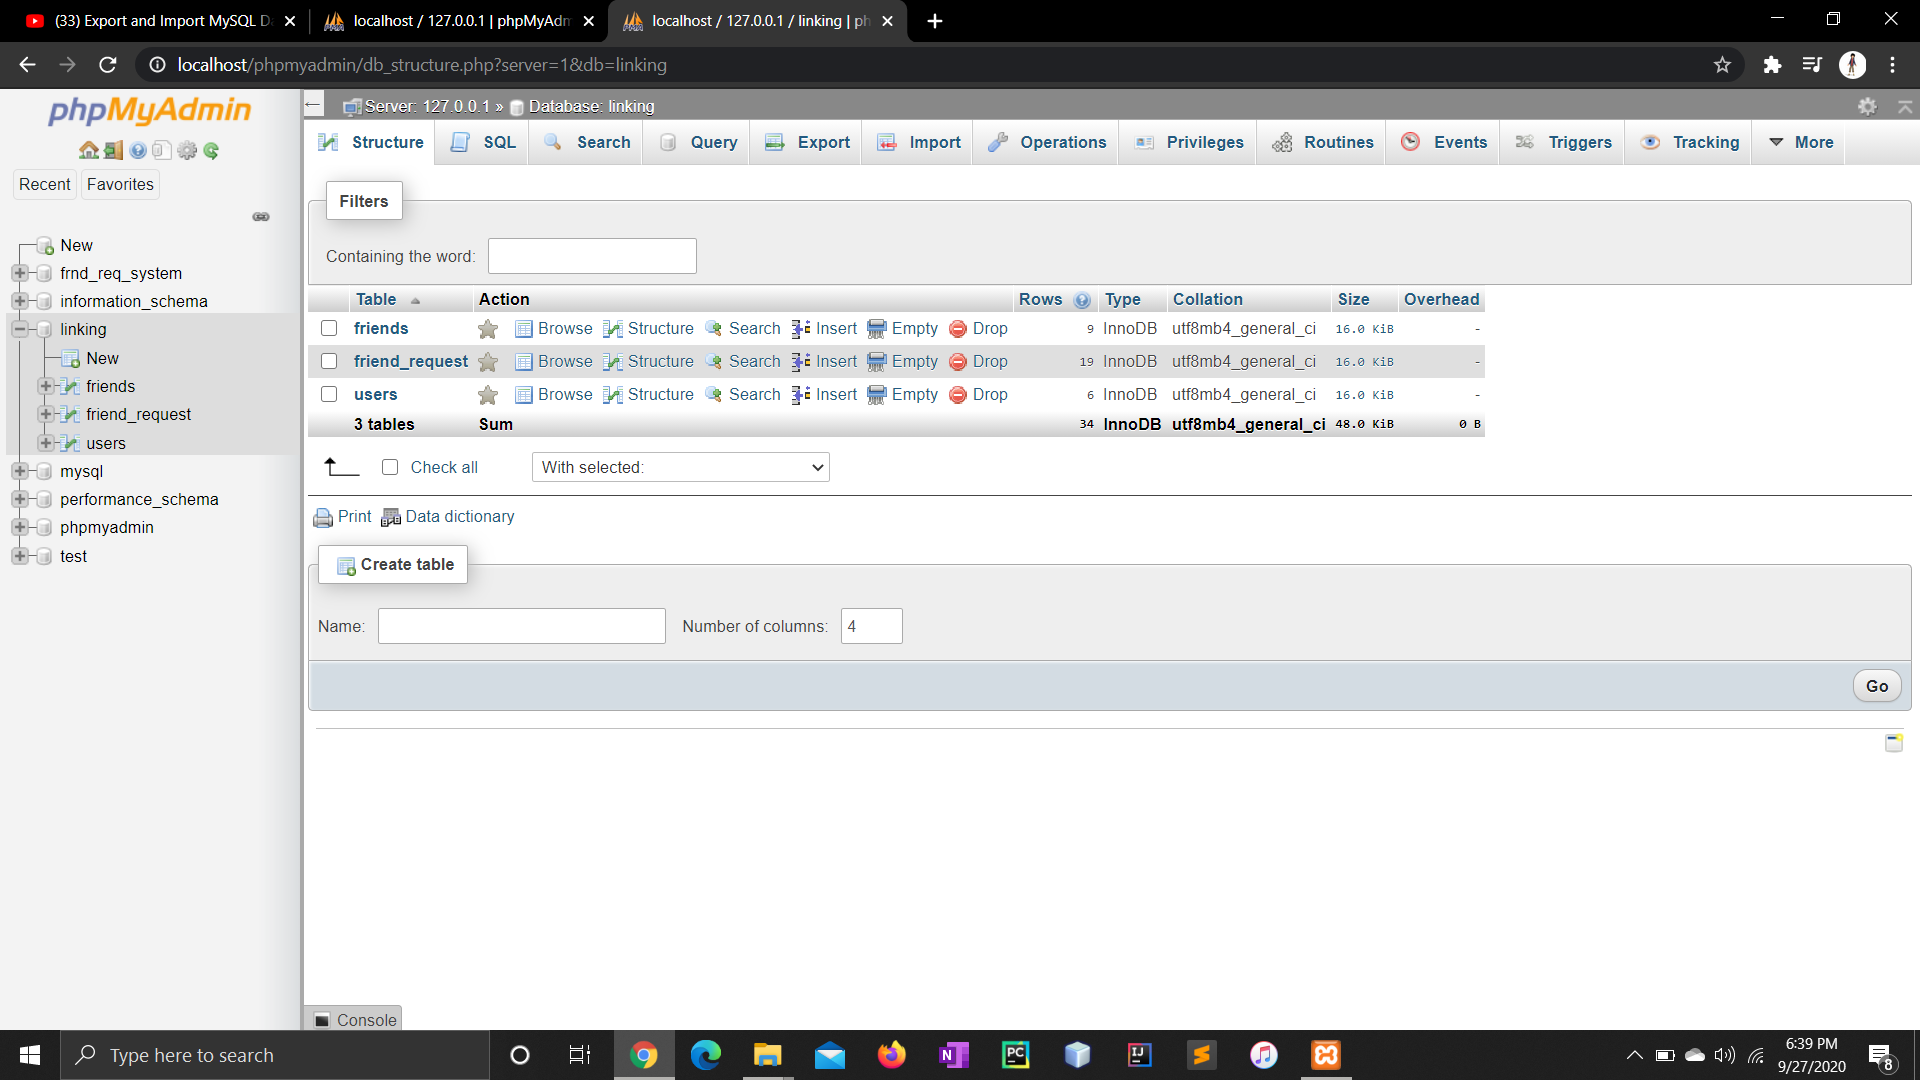 (33) Export and Import MySQL D
localhost / 127.0.0.1 | phpMyAdm
localhost / 127.0.0.1 / linking | ph
localhost/phpmyadmin/db_structure.php?server=1&db=linking
phpMyAdmin
Recent Favorites
New
frnd_req_system
information_schema
linking
New
friends
friend_request
users
mysql
performance_schema
phpmyadmin
test
Server: 127.0.0.1 » Database: linking
Structure SQL Search Query Export Import Operations Privileges Routines Events Triggers Tracking More
Filters
Containing the word:
Table Action Rows Type Collation Size Overhead
friends Browse Structure Search Insert Empty Drop 9 InnoDB utf8mb4_general_ci 16.0 KiB -
friend_request Browse Structure Search Insert Empty Drop 19 InnoDB utf8mb4_general_ci 16.0 KiB -
users Browse Structure Search Insert Empty Drop 6 InnoDB utf8mb4_general_ci 16.0 KiB -
3 tables Sum 34 InnoDB utf8mb4_general_ci 48.0 KiB 0 B
Check all With selected:
Print Data dictionary
Create table
Name: Number of columns: 4
Go
Console
Type here to search
6:39 PM
9/27/2020
8